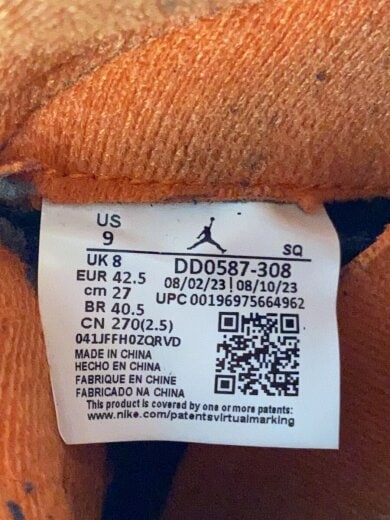 US
9
SQ
UK 8
EUR 42.5
cm 27
BR 40.5
CN 270(2.5)
DD0587-308
08/02/23 | 08/10/23
UPC 00196975664962
041JFFH0ZQRVD
MADE IN CHINA
HECHO EN CHINA
FABRIQUE EN CHINE
FABRICADO NA CHINA
This product is covered by one or more patents:
www.nike.com/patentsvirtualmarking